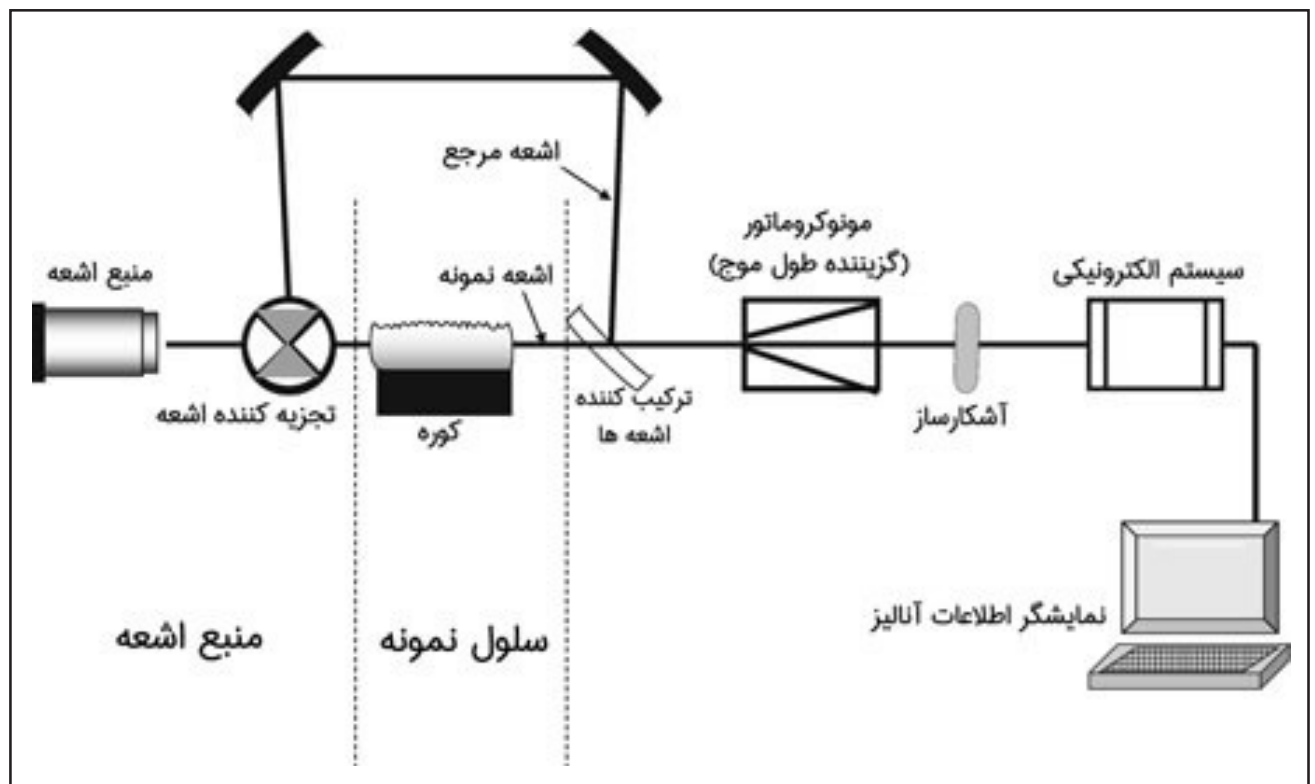 اشعه مرجع
مونوکروماتور
(گزیننده طول موج)
سیستم الکترونیکی
منبع اشعه
اشعه نمونه
تجزیه کننده اشعه
کوره
ترکیب کننده
اشعه ها
آشکارساز
نمایشگر اطلاعات آنالیز
منبع اشعه
سلول نمونه